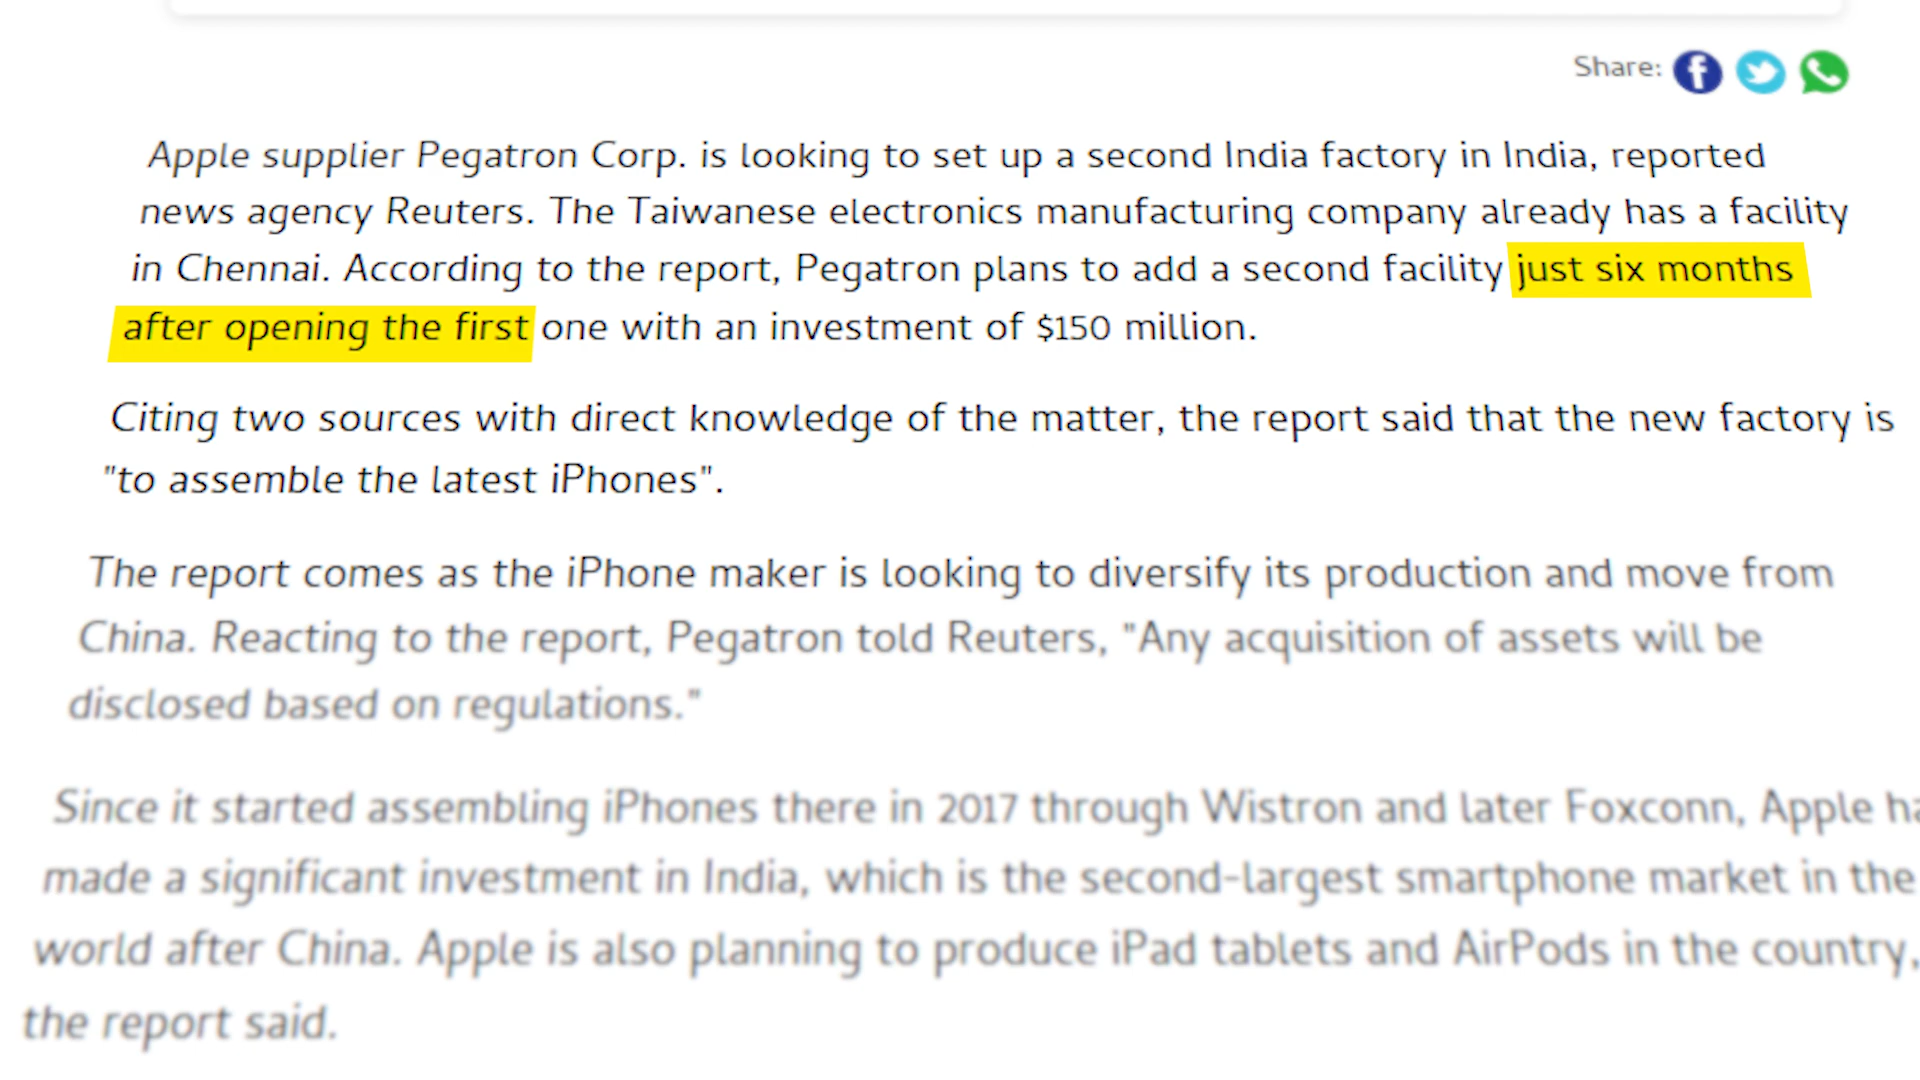 Share:
Apple supplier Pegatron Corp. is looking to set up a second India factory in India, reported
news agency Reuters. The Taiwanese electronics manufacturing company already has a facility
in Chennai. According to the report, Pegatron plans to add a second facility just six months
after opening the first one with an investment of $150 million.
Citing two sources with direct knowledge of the matter, the report said that the new factory is
"to assemble the latest iPhones".
The report comes as the iPhone maker is looking to diversify its production and move from
China. Reacting to the report, Pegatron told Reuters, "Any acquisition of assets will be
disclosed based on regulations."
Since it started assembling iPhones there in 2017 through Wistron and later Foxconn, Apple
made a significant investment in India, which is the second-largest smartphone market in the
world after China. Apple is also planning to produce iPad tablets and AirPods in the country,
the report said.